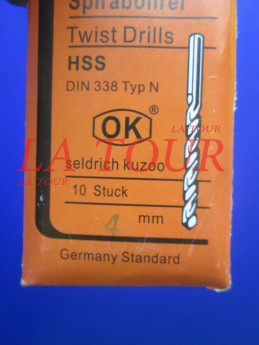 Spiralbohrer
Twist Drills
HSS
DIN 338 Typ N
OK®
seldrich kuzoo
10 Stuck
4 mm
Germany Standard
LA TOUR
LA TOUR
LA TOUR